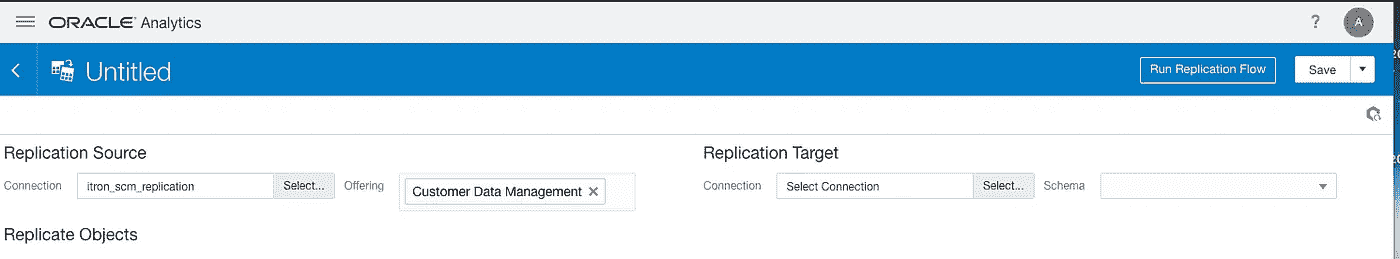 ORACLE Analytics
? A
Untitled
Run Replication Flow
Save
Replication Source
Replication Target
Connection itron_scm_replication Select... Offering Customer Data Management ×
Connection Select Connection Select... Schema
Replicate Objects